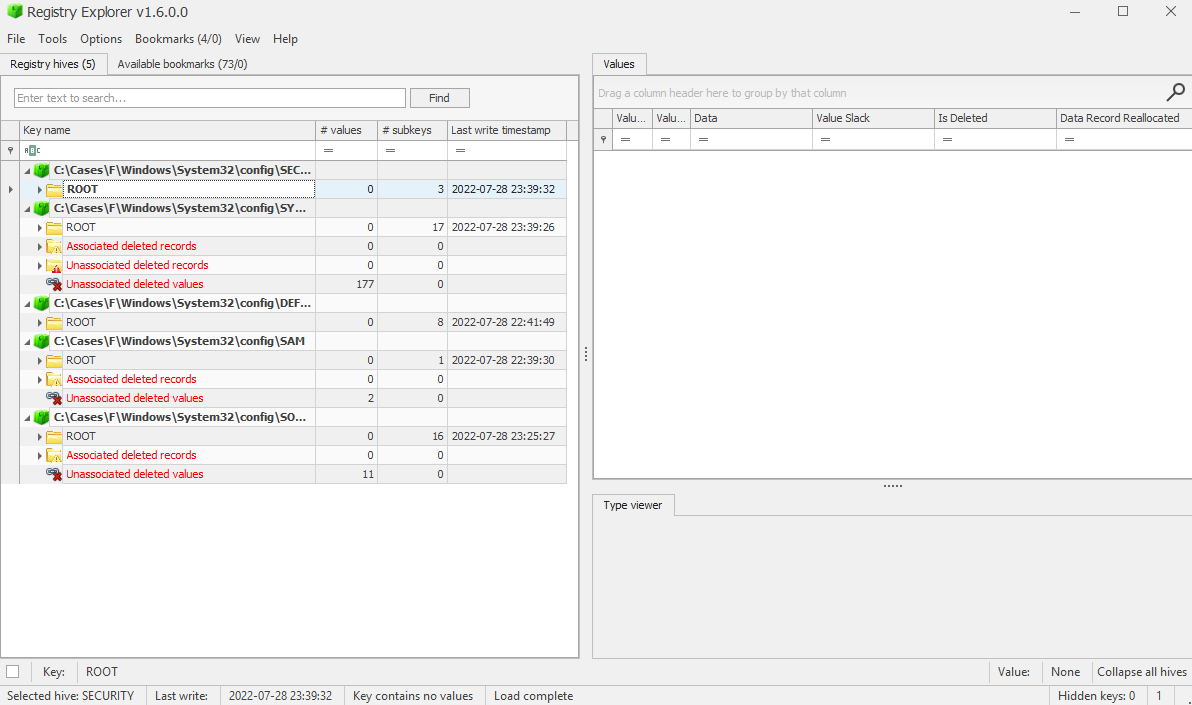 Registry Explorer v1.6.0.0
File Tools Options Bookmarks (4/0) View Help
Registry hives (5) Available bookmarks (73/0)
Enter text to search... Find
Key name # values # subkeys Last write timestamp
ABC = = =
C:\Cases\F\Windows\System32\config\SEC...
ROOT 0 3 2022-07-28 23:39:32
C:\Cases\F\Windows\System32\config\SY...
ROOT 0 17 2022-07-28 23:39:26
Associated deleted records 0 0
Unassociated deleted records 0 0
Unassociated deleted values 177 0
C:\Cases\F\Windows\System32\config\DEF...
ROOT 0 8 2022-07-28 22:41:49
C:\Cases\F\Windows\System32\config\SAM
ROOT 0 1 2022-07-28 22:39:30
Associated deleted records 0 0
Unassociated deleted values 2 0
C:\Cases\F\Windows\System32\config\SO...
ROOT 0 16 2022-07-28 23:25:27
Associated deleted records 0 0
Unassociated deleted values 11 0
Values
Drag a column header here to group by that column
Valu... Valu... Data Value Slack Is Deleted Data Record Reallocated
= = = = = =
Type viewer
Key: ROOT Value: None Collapse all hives
Selected hive: SECURITY Last write: 2022-07-28 23:39:32 Key contains no values Load complete Hidden keys: 0 1